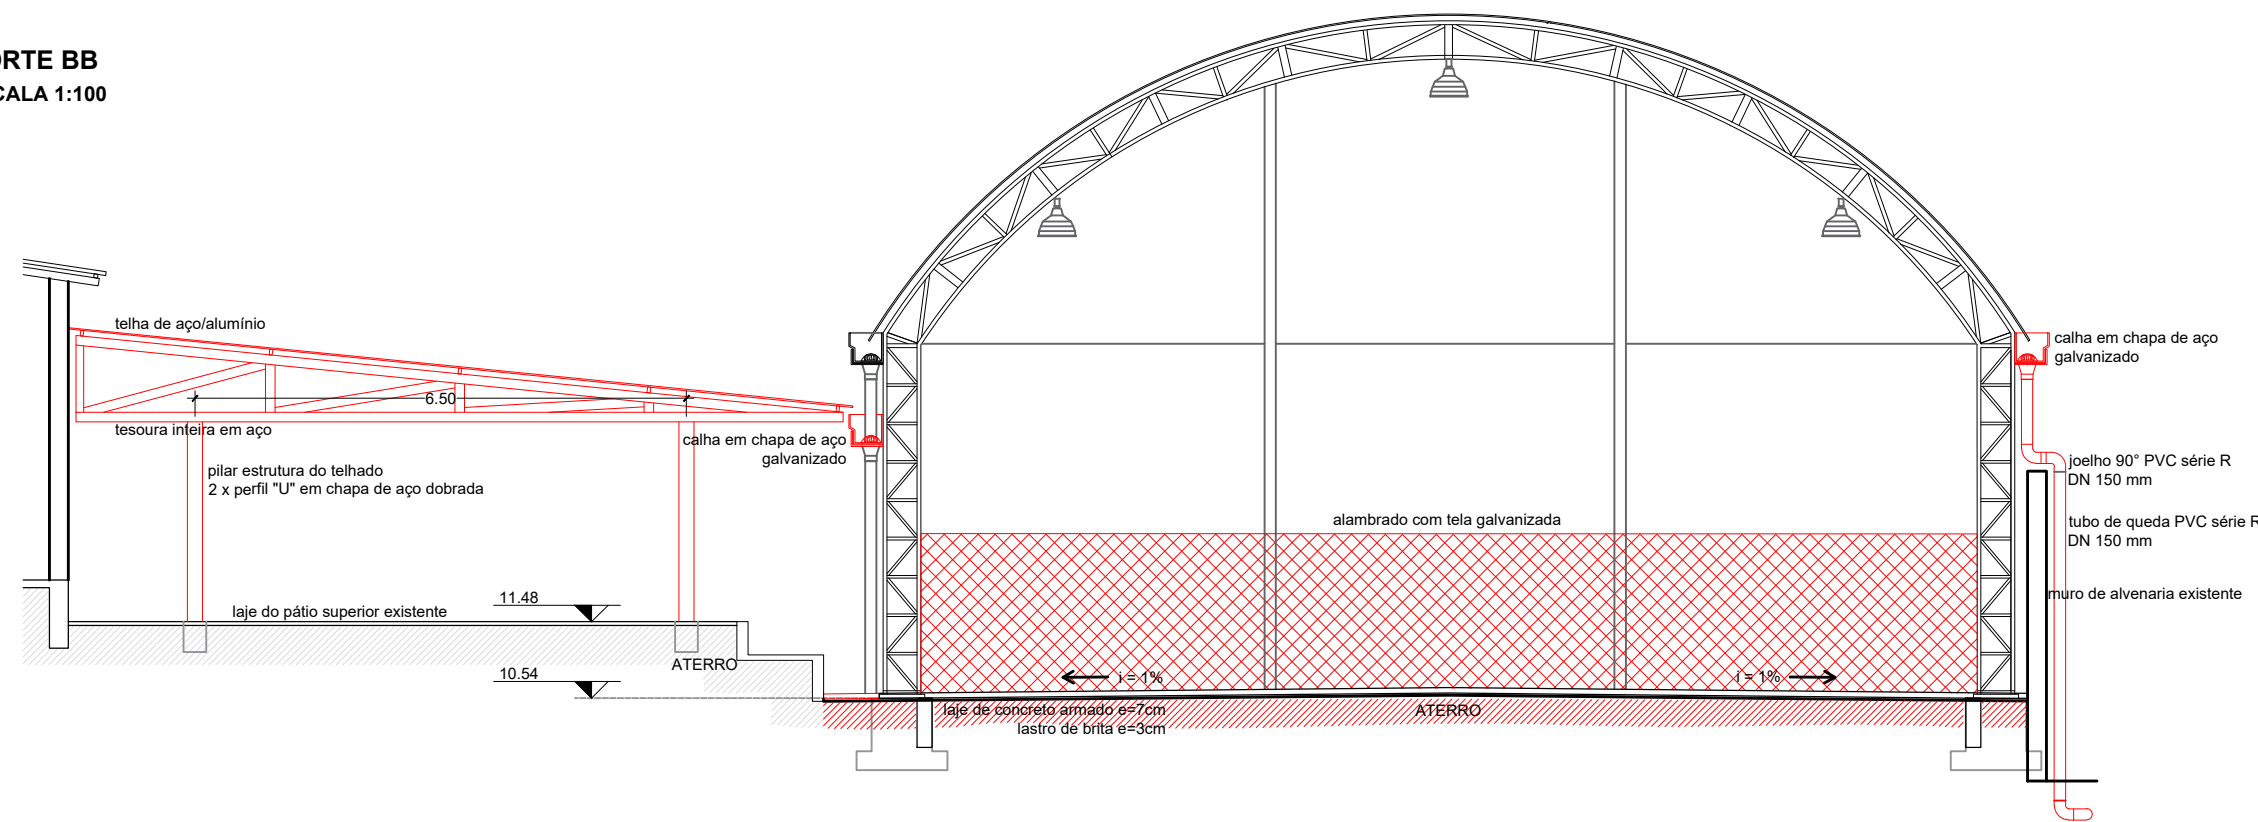 ORTE BB
CALA 1:100
telha de aço/alumínio
6.50
tesoura inteira em aço
pilar estrutura do telhado
2 x perfil "U" em chapa de aço dobrada
calha em chapa de aço
galvanizado
calha em chapa de aço
galvanizado
joelho 90° PVC série R
DN 150 mm
tubo de queda PVC série R
DN 150 mm
muro de alvenaria existente
alambrado com tela galvanizada
laje do pátio superior existente
11.48
ATERRO
10.54
i = 1%
i = 1%
laje de concreto armado e=7cm
lastro de brita e=3cm
ATERRO